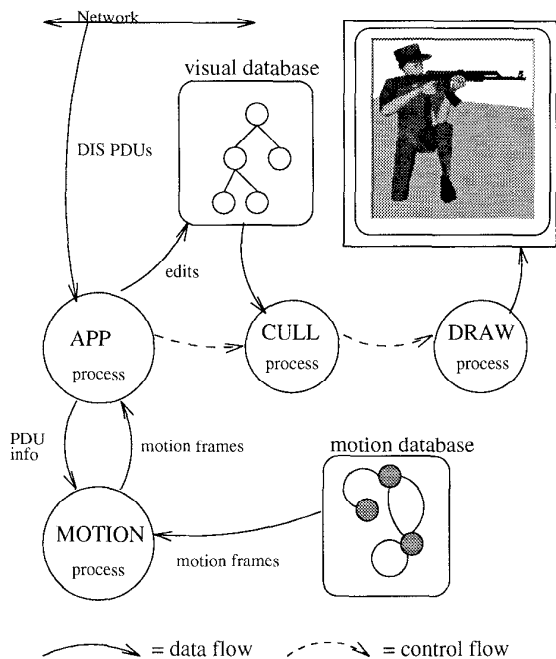 Network
visual database
DIS PDUs
edits
APP
process
CULL
process
DRAW
process
PDU
info
motion frames
motion database
MOTION
process
motion frames
= data flow
= control flow